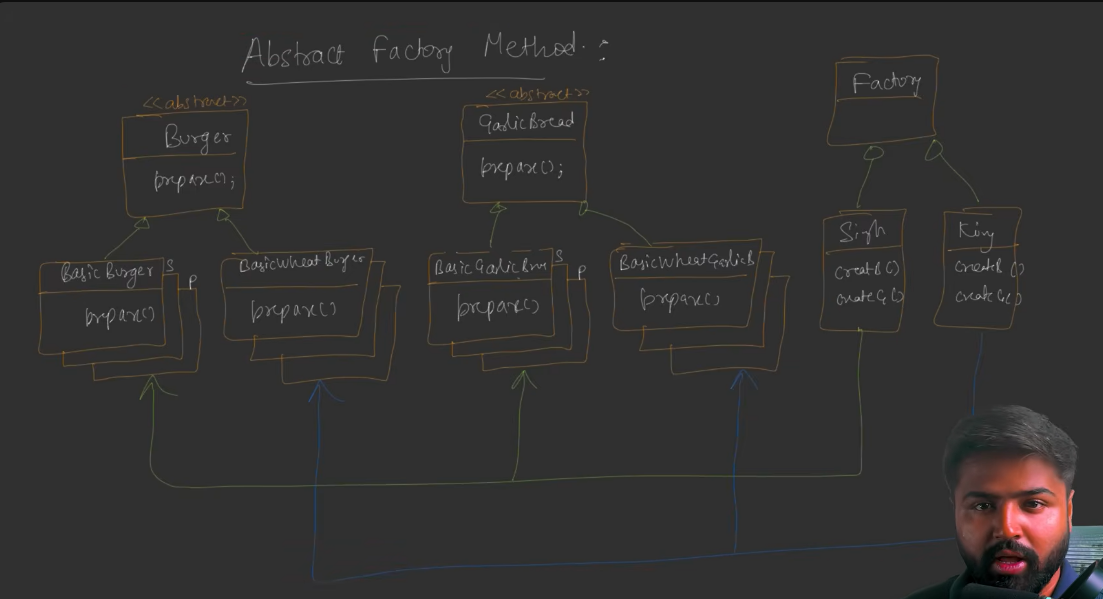 Abstract Factory Method :
<<abstract>>
Burger
prepare();
<<abstract>>
GarlicBread
prepare();
Factory
BasicBurger
prepare()
S
P
BasicWheatBurger
prepare()
BasicGarlicBre
prepare()
S
P
BasicWheatGarlicB
prepare()
Singh
createB()
createG()
King
createB()
createG()